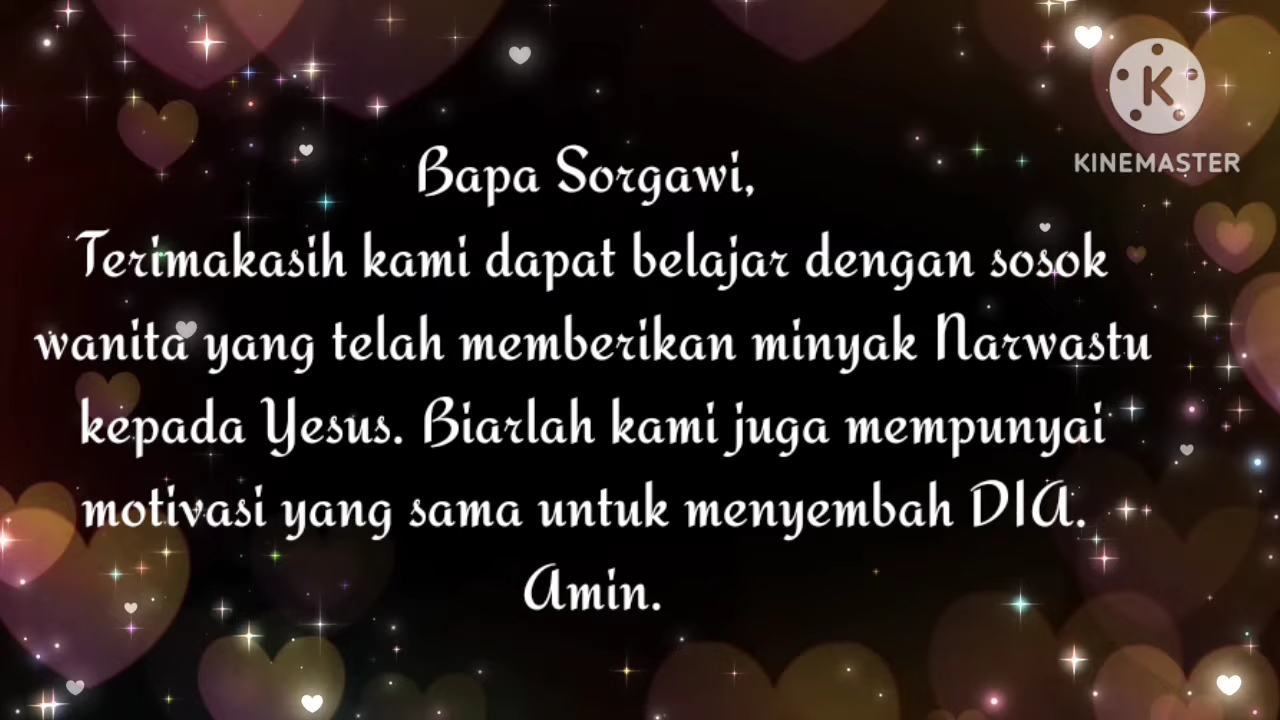 Bapa Sorgawi,
Terimakasih kami dapat belajar dengan sosok
wanita yang telah memberikan minyak Narwastu
kepada Yesus. Biarlah kami juga mempunyai
motivasi yang sama untuk menyembah DIA.
Amin.
K
KINEMASTER